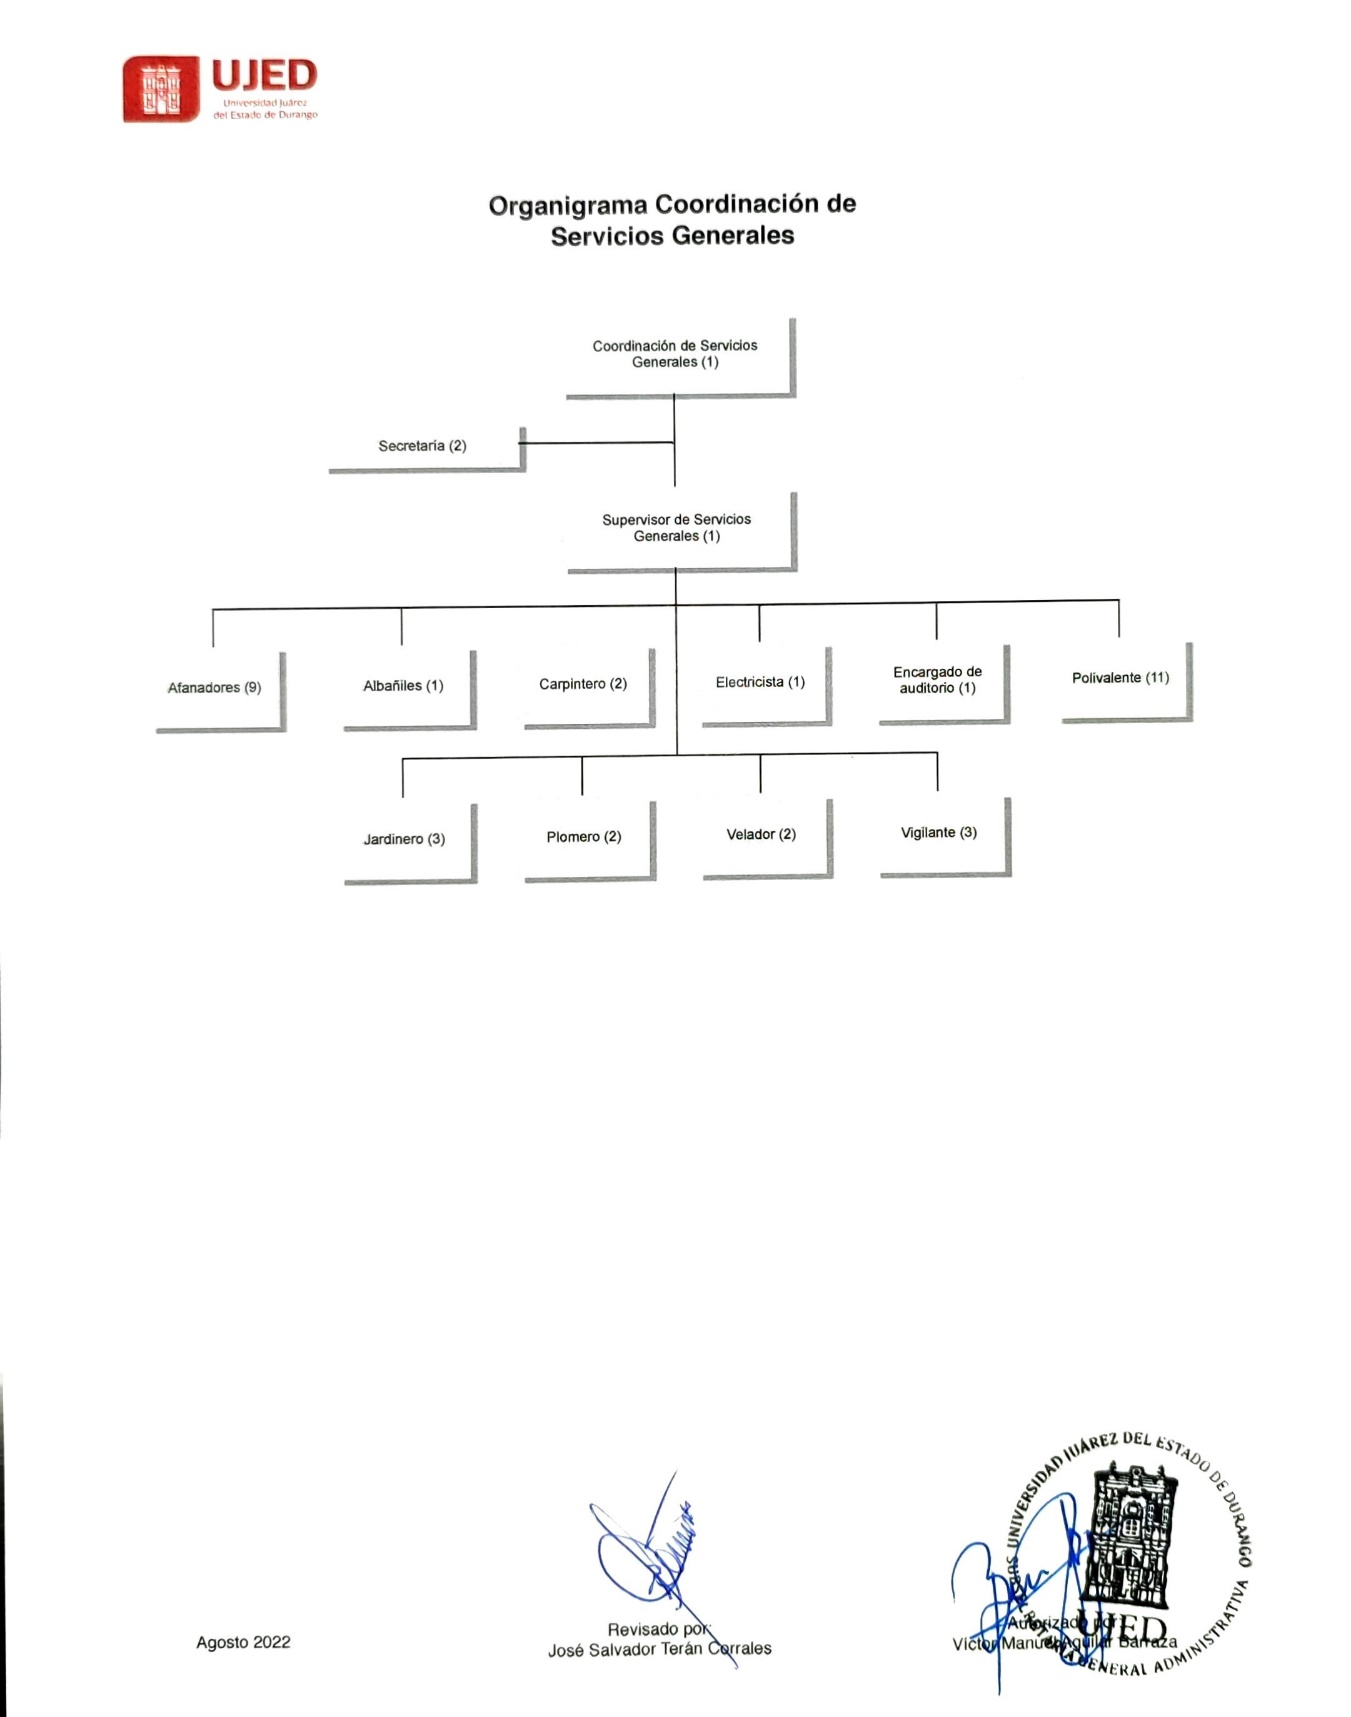 UJED
Universidad Juárez
del Estado de Durango
Organigrama Coordinación de
Servicios Generales
Coordinación de Servicios
Generales (1)
Secretaría (2)
Supervisor de Servicios
Generales (1)
Afanadores (9)
Albañiles (1)
Carpintero (2)
Electricista (1)
Encargado de
auditorio (1)
Polivalente (11)
Jardinero (3)
Plomero (2)
Velador (2)
Vigilante (3)
Agosto 2022
Revisado por:
José Salvador Terán Corrales
Autorizado por:
Víctor Manuel Aguilar Barraza
UNIVERSIDAD JUÁREZ DEL ESTADO DE DURANGO
UJED
GENERAL ADMINISTRATIVA